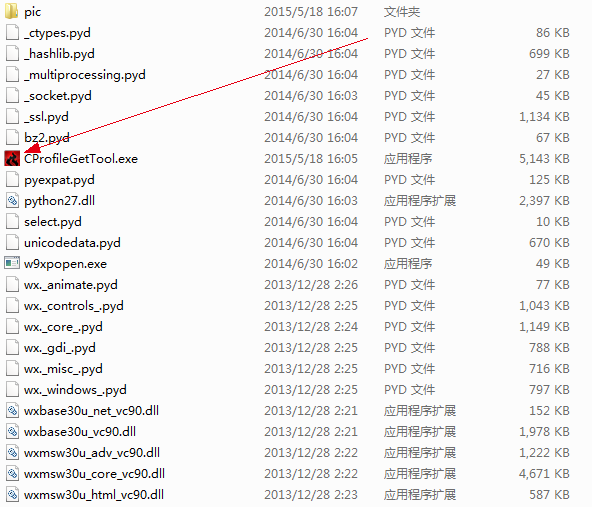 pic 2015/5/18 16:07 文件夹
_ctypes.pyd 2014/6/30 16:04 PYD 文件 86 KB
_hashlib.pyd 2014/6/30 16:04 PYD 文件 699 KB
_multiprocessing.pyd 2014/6/30 16:04 PYD 文件 27 KB
_socket.pyd 2014/6/30 16:03 PYD 文件 45 KB
_ssl.pyd 2014/6/30 16:04 PYD 文件 1,134 KB
bz2.pyd 2014/6/30 16:04 PYD 文件 67 KB
CProfileGetTool.exe 2015/5/18 16:05 应用程序 5,143 KB
pyexpat.pyd 2014/6/30 16:04 PYD 文件 125 KB
python27.dll 2014/6/30 16:03 应用程序扩展 2,397 KB
select.pyd 2014/6/30 16:04 PYD 文件 10 KB
unicodedata.pyd 2014/6/30 16:04 PYD 文件 670 KB
w9xpopen.exe 2014/6/30 16:02 应用程序 49 KB
wx._animate.pyd 2013/12/28 2:26 PYD 文件 77 KB
wx._controls_.pyd 2013/12/28 2:25 PYD 文件 1,043 KB
wx._core_.pyd 2013/12/28 2:24 PYD 文件 1,149 KB
wx._gdi_.pyd 2013/12/28 2:25 PYD 文件 788 KB
wx._misc_.pyd 2013/12/28 2:25 PYD 文件 716 KB
wx._windows_.pyd 2013/12/28 2:25 PYD 文件 797 KB
wxbase30u_net_vc90.dll 2013/12/28 2:21 应用程序扩展 152 KB
wxbase30u_vc90.dll 2013/12/28 2:21 应用程序扩展 1,978 KB
wxmsw30u_adv_vc90.dll 2013/12/28 2:22 应用程序扩展 1,222 KB
wxmsw30u_core_vc90.dll 2013/12/28 2:22 应用程序扩展 4,671 KB
wxmsw30u_html_vc90.dll 2013/12/28 2:23 应用程序扩展 587 KB